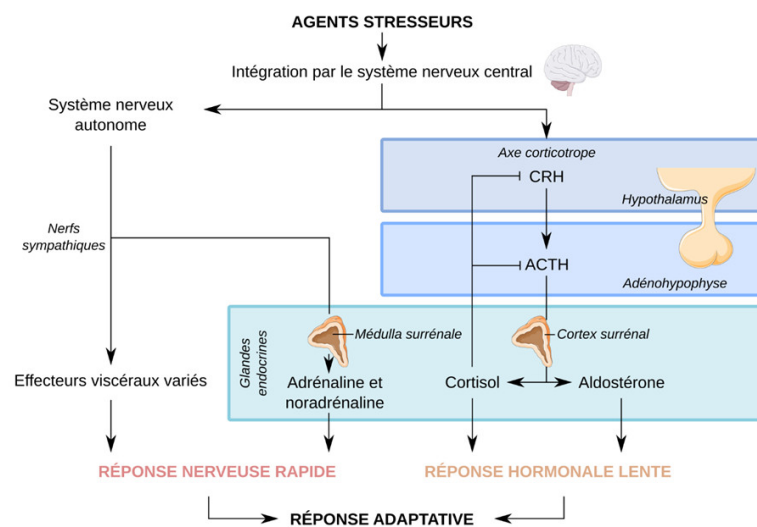 AGENTS STRESSEURS
Intégration par le système nerveux central
Système nerveux
autonome
Axe corticotrope
CRH
Hypothalamus
Nerfs
sympathiques
ACTH
Adénohypophyse
Glandes
endocrines
Médulla surrénale
Cortex surrénal
Effecteurs viscéraux variés
Adrénaline et
noradrénaline
Cortisol
Aldostérone
RÉPONSE NERVEUSE RAPIDE
RÉPONSE HORMONALE LENTE
RÉPONSE ADAPTATIVE